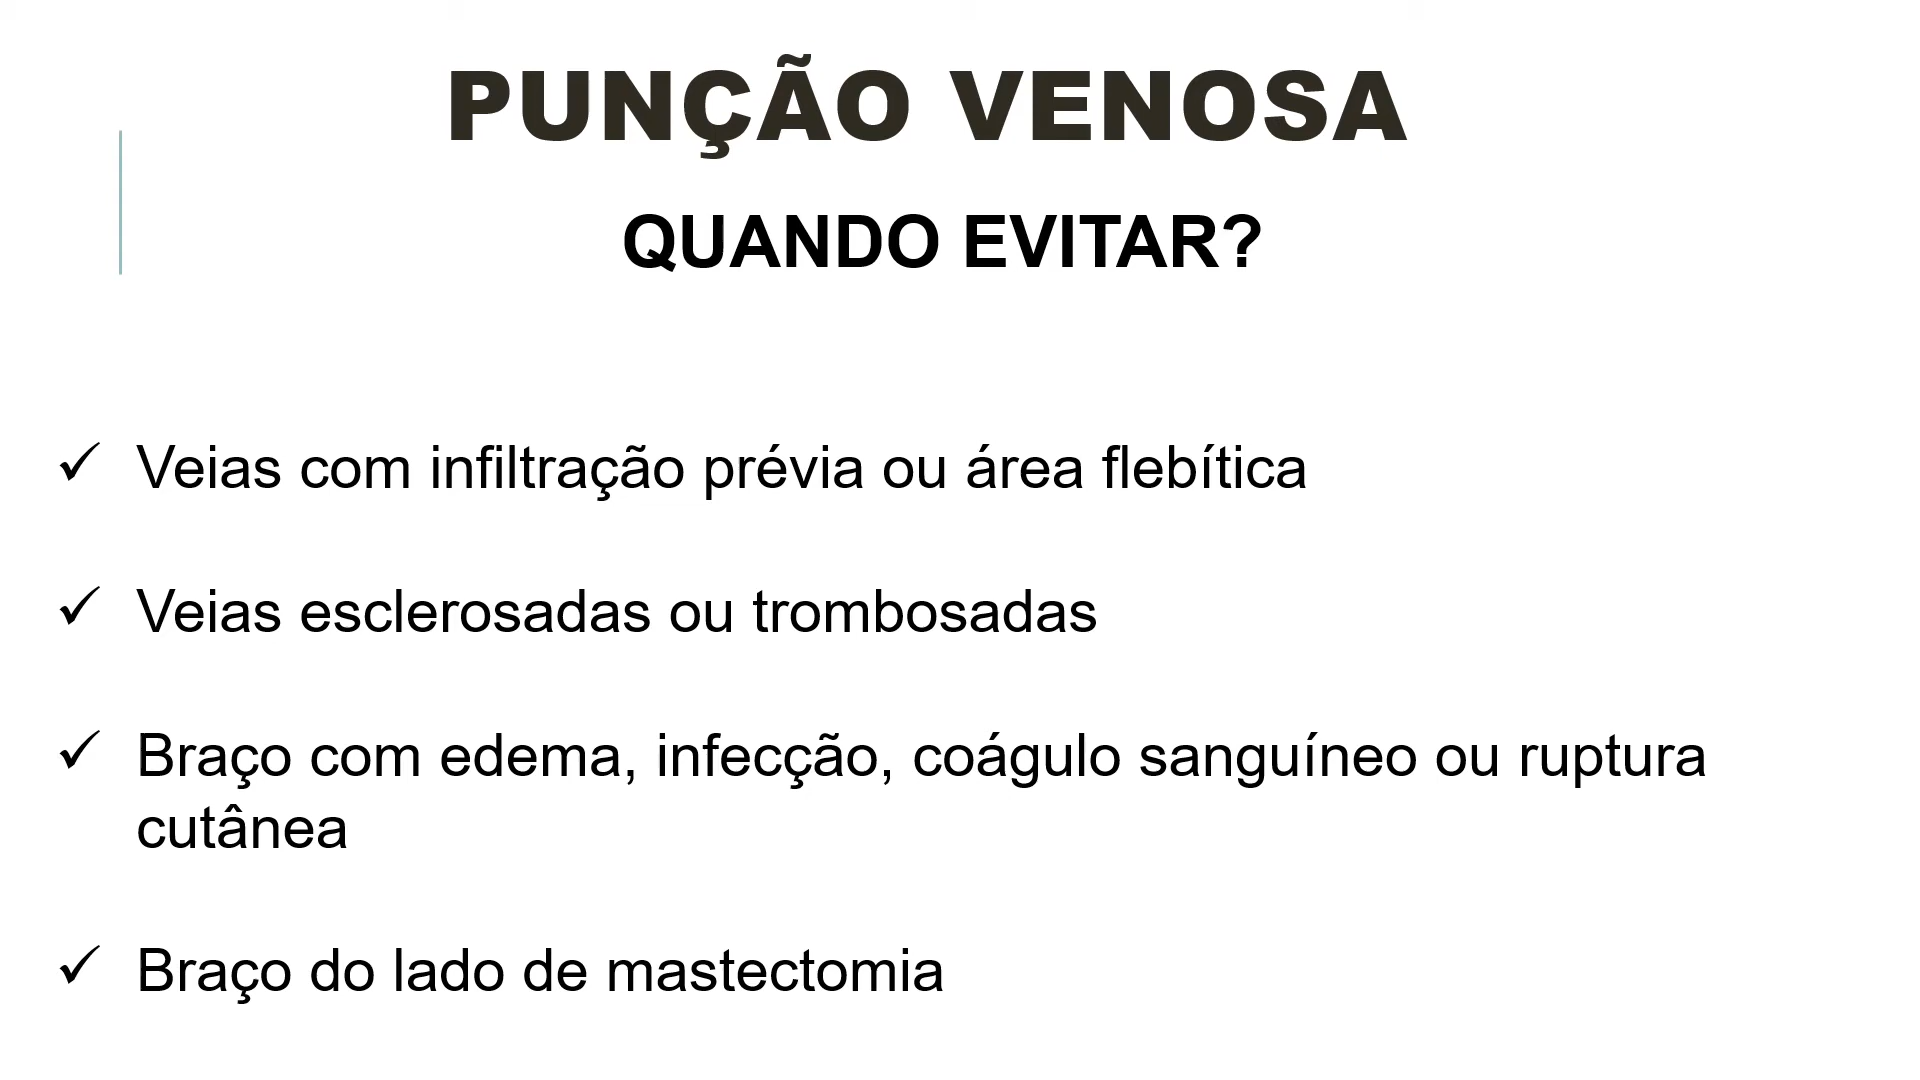 PUNÇÃO VENOSA
QUANDO EVITAR?
✓ Veias com infiltração prévia ou área flebítica
✓ Veias esclerosadas ou trombosadas
✓ Braço com edema, infecção, coágulo sanguíneo ou ruptura
cutânea
✓ Braço do lado de mastectomia